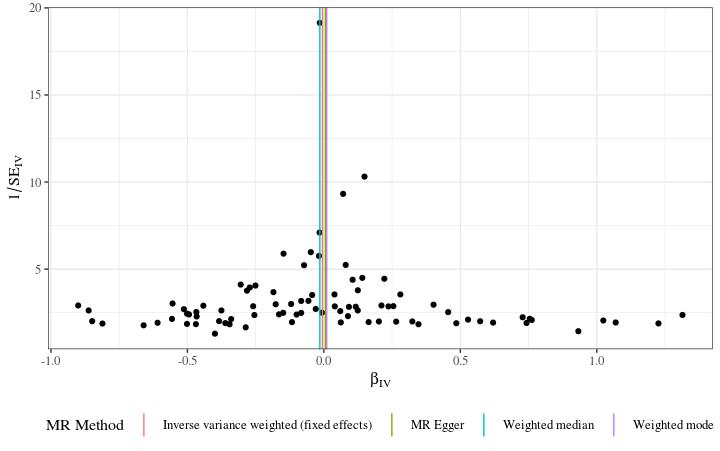 20
15
10
5
1/SE_IV
-1.0 -0.5 0.0 0.5 1.0
β_IV
MR Method Inverse variance weighted (fixed effects) MR Egger Weighted median Weighted mode